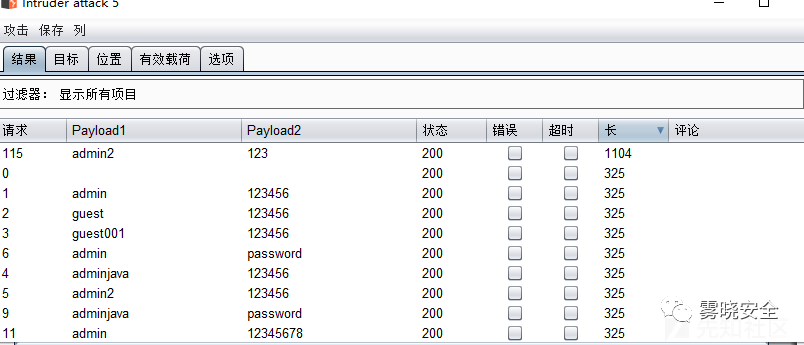 Intruder attack 5
攻击 保存 列
结果 目标 位置 有效载荷 选项
过滤器： 显示所有项目
请求 Payload1 Payload2 状态 错误 超时 长 评论
115 admin2 123 200 1104
0 200 325
1 admin 123456 200 325
2 guest 123456 200 325
3 guest001 123456 200 325
6 admin password 200 325
4 adminjava 123456 200 325
5 admin2 123456 200 325
9 adminjava password 200 325
11 admin 12345678 200 325
雾晓安全
先知社区